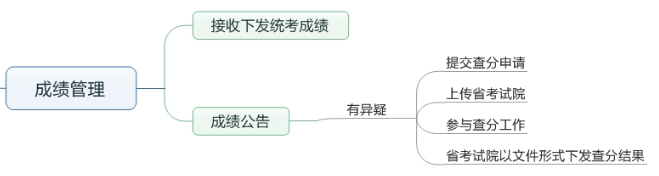 接收下发统考成绩
成绩管理
成绩公告
有异疑
提交查分申请
上传省考试院
参与查分工作
省考试院以文件形式下发查分结果